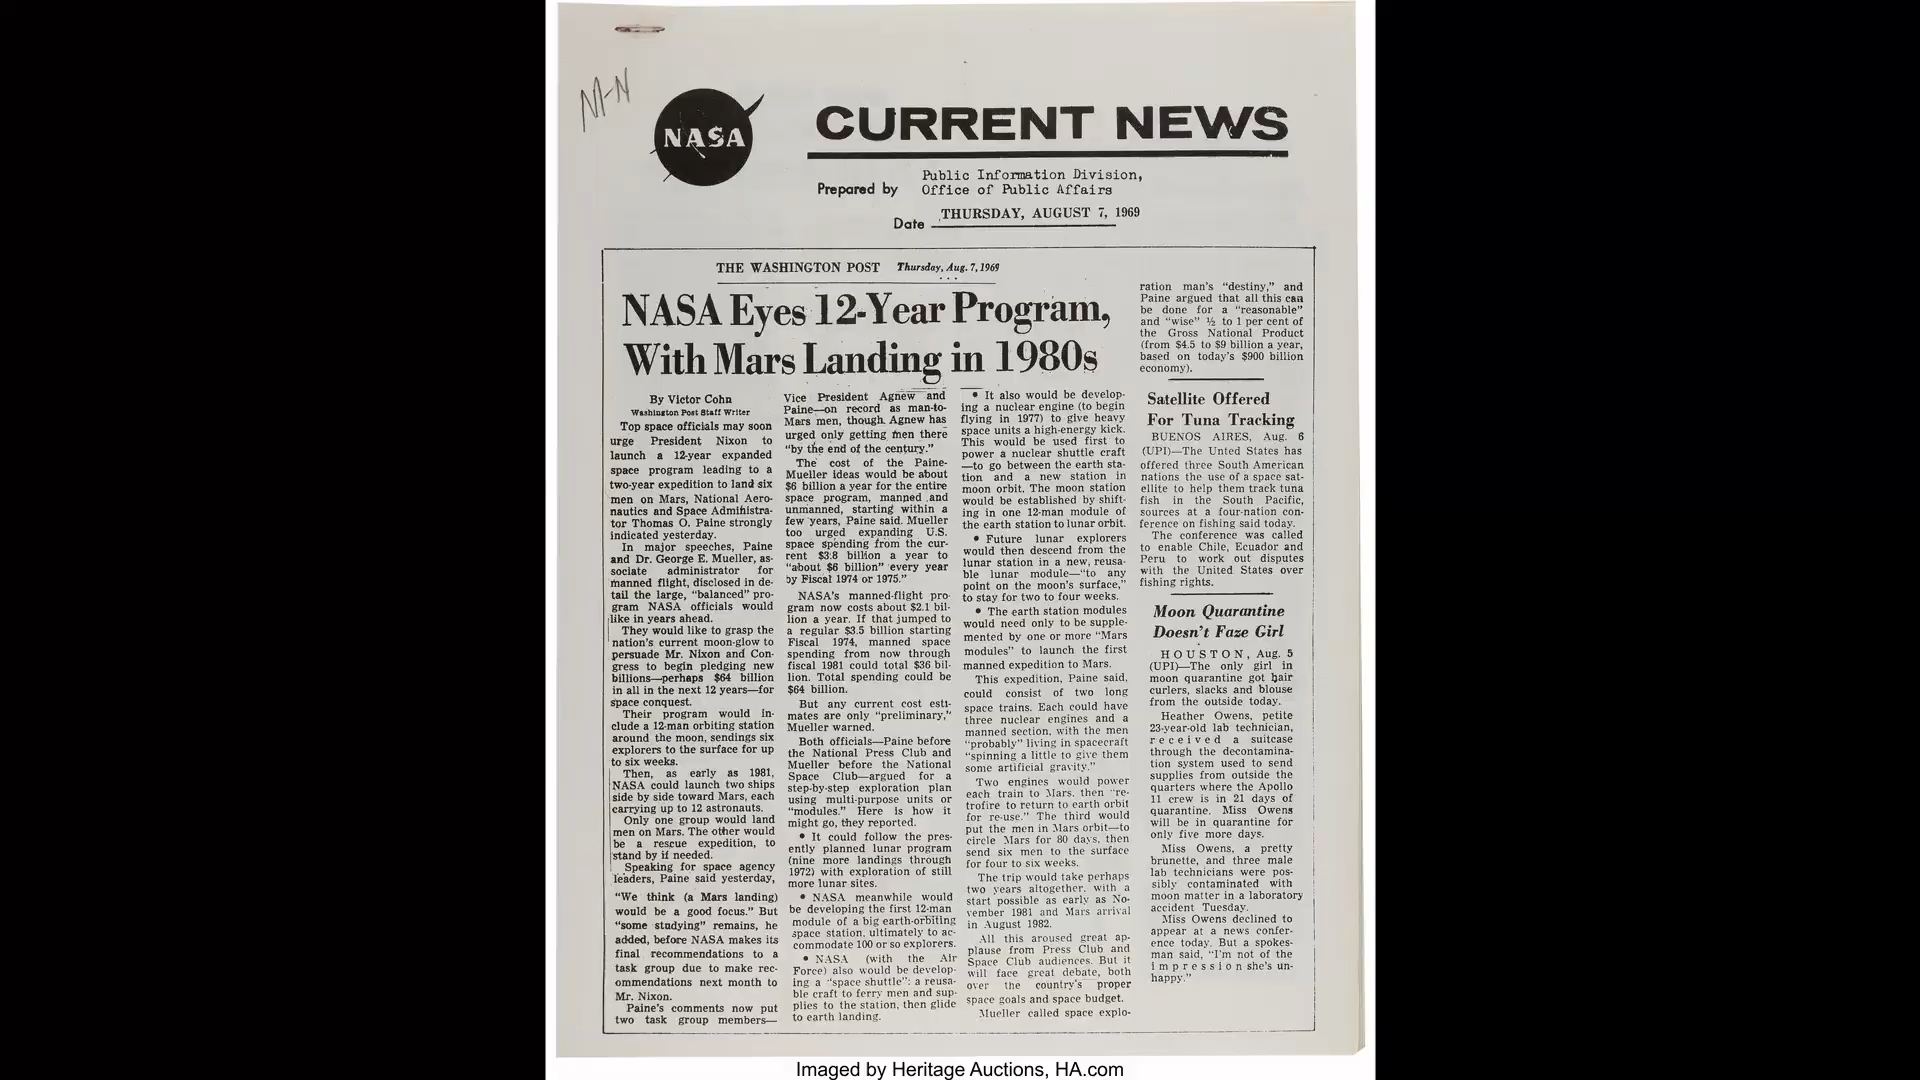 M-N
NASA
CURRENT NEWS
Prepared by
Public Information Division,
Office of Public Affairs
Date THURSDAY, AUGUST 7, 1969
THE WASHINGTON POST Thursday, Aug. 7, 1969
NASA Eyes 12-Year Program,
With Mars Landing in 1980s
By Victor Cohn
Washington Post Staff Writer
Top space officials may soon
urge President Nixon to
launch a 12-year expanded
space program leading to a
two-year expedition to land six
men on Mars, National Aero-
nautics and Space Administra-
tor Thomas O. Paine strongly
indicated yesterday.
In major speeches, Paine
and Dr. George E. Mueller, as-
sociate administrator for
manned flight, disclosed in de-
tail the large, "balanced" pro-
gram NASA officials would
like in years ahead.
They would like to grasp the
nation's current moon-glow to
persuade Mr. Nixon and Con-
gress to begin pledging new
billions—perhaps $64 billion
in all in the next 12 years—for
space conquest.
Their program would in-
clude a 12-man orbiting station
around the moon, sendings six
explorers to the surface for up
to six weeks.
Then, as early as 1981,
NASA could launch two ships
side by side toward Mars, each
carrying up to 12 astronauts.
Only one group would land
men on Mars. The other would
be a rescue expedition, to
stand by if needed.
Speaking for space agency
leaders, Paine said yesterday,
"We think (a Mars landing)
would be a good focus." But
"some studying" remains, he
added, before NASA makes its
final recommendations to a
task group due to make rec-
ommendations next month to
Mr. Nixon.
Paine's comments now put
two task group members—
Vice President Agnew and
Paine—on record as man-to-
Mars men, though Agnew has
urged only getting men there
"by the end of the century."
The cost of the Paine-
Mueller ideas would be about
$6 billion a year for the entire
space program, manned and
unmanned, starting within a
few years, Paine said. Mueller
too urged expanding U.S.
space spending from the cur-
rent $3.8 billion a year to
"about $6 billion" every year
by Fiscal 1974 or 1975."
NASA's manned-flight pro-
gram now costs about $2.1 bil-
lion a year. If that jumped to
a regular $3.5 billion starting
Fiscal 1974, manned space
spending from now through
fiscal 1981 could total $36 bil-
lion. Total spending could be
$64 billion.
But any current cost esti-
mates are only "preliminary,"
Mueller warned.
Both officials—Paine before
the National Press Club and
Mueller before the National
Space Club—argued for a
step-by-step exploration plan
using multi-purpose units or
"modules." Here is how it
might go, they reported.
• It could follow the pres-
ently planned lunar program
(nine more landings through
1972) with exploration of still
more lunar sites.
• NASA meanwhile would
be developing the first 12-man
module of a big earth-orbiting
space station, ultimately to ac-
commodate 100 or so explorers.
• NASA (with the Air
Force) also would be develop-
ing a "space shuttle": a reusa-
ble craft to ferry men and sup-
plies to the station, then glide
to earth landing.
• It also would be develop-
ing a nuclear engine (to begin
flying in 1977) to give heavy
space units a high-energy kick.
This would be used first to
power a nuclear shuttle craft
—to go between the earth sta-
tion and a new station in
moon orbit. The moon station
would be established by shift-
ing in one 12-man module of
the earth station to lunar orbit.
• Future lunar explorers
would then descend from the
lunar station in a new, reusa-
ble lunar module—"to any
point on the moon's surface,"
to stay for two to four weeks.
• The earth station modules
would need only to be supple-
mented by one or more "Mars
modules" to launch the first
manned expedition to Mars.
This expedition, Paine said,
could consist of two long
space trains. Each could have
three nuclear engines and a
manned section, with the men
"probably" living in spacecraft
"spinning a little to give them
some artificial gravity."
Two engines would power
each train to Mars, then "re-
trofire to return to earth orbit
for re-use." The third would
put the men in Mars orbit—to
circle Mars for 80 days, then
send six men to the surface
for four to six weeks.
The trip would take perhaps
two years altogether, with a
start possible as early as No-
vember 1981 and Mars arrival
in August 1982.
All this aroused great ap-
plause from Press Club and
Space Club audiences. But it
will face great debate, both
over the country's proper
space goals and space budget.
Mueller called space explo-
ration man's "destiny," and
Paine argued that all this can
be done for a "reasonable"
and "wise" ½ to 1 per cent of
the Gross National Product
(from $4.5 to $9 billion a year,
based on today's $900 billion
economy).
Satellite Offered
For Tuna Tracking
BUENOS AIRES, Aug. 6
(UPI)—The Unted States has
offered three South American
nations the use of a space sat-
ellite to help them track tuna
fish in the South Pacific,
sources at a four-nation con-
ference on fishing said today.
The conference was called
to enable Chile, Ecuador and
Peru to work out disputes
with the United States over
fishing rights.
Moon Quarantine
Doesn't Faze Girl
HOUSTON, Aug. 5
(UPI)—The only girl in
moon quarantine got hair
curlers, slacks and blouse
from the outside today.
Heather Owens, petite
23-year-old lab technician,
received a suitcase
through the decontamina-
tion system used to send
supplies from outside the
quarters where the Apollo
11 crew is in 21 days of
quarantine. Miss Owens
will be in quarantine for
only five more days.
Miss Owens, a pretty
brunette, and three male
lab technicians were pos-
sibly contaminated with
moon matter in a laboratory
accident Tuesday.
Miss Owens declined to
appear at a news confer-
ence today. But a spokes-
man said, "I'm not of the
impression she's un-
happy."
Imaged by Heritage Auctions, HA.com